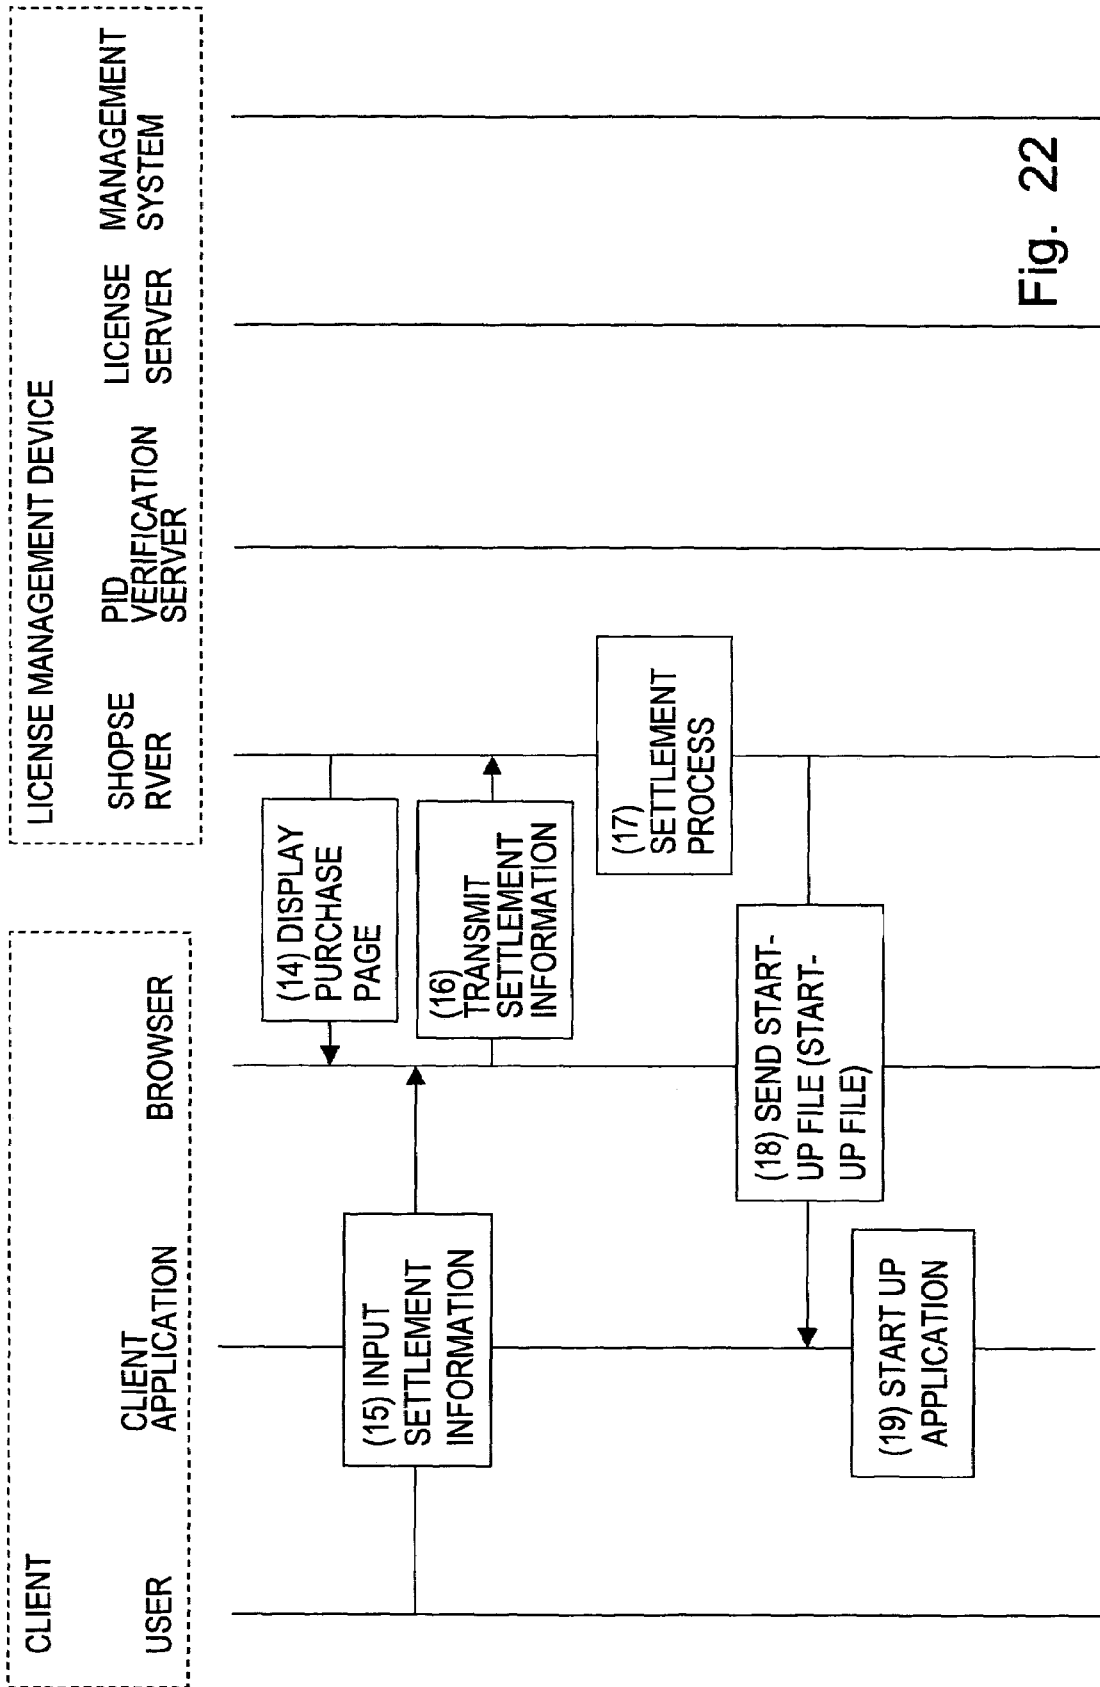 CLIENT
USER
CLIENT
APPLICATION
BROWSER
LICENSE MANAGEMENT DEVICE
SHOPSE
RVER
PID
VERIFICATION
SERVER
LICENSE
SERVER
MANAGEMENT
SYSTEM
(14) DISPLAY
PURCHASE
PAGE
(15) INPUT
SETTLEMENT
INFORMATION
(16)
TRANSMIT
SETTLEMENT
INFORMATION
(17)
SETTLEMENT
PROCESS
(18) SEND START-
UP FILE (START-
UP FILE)
(19) START UP
APPLICATION
Fig. 22